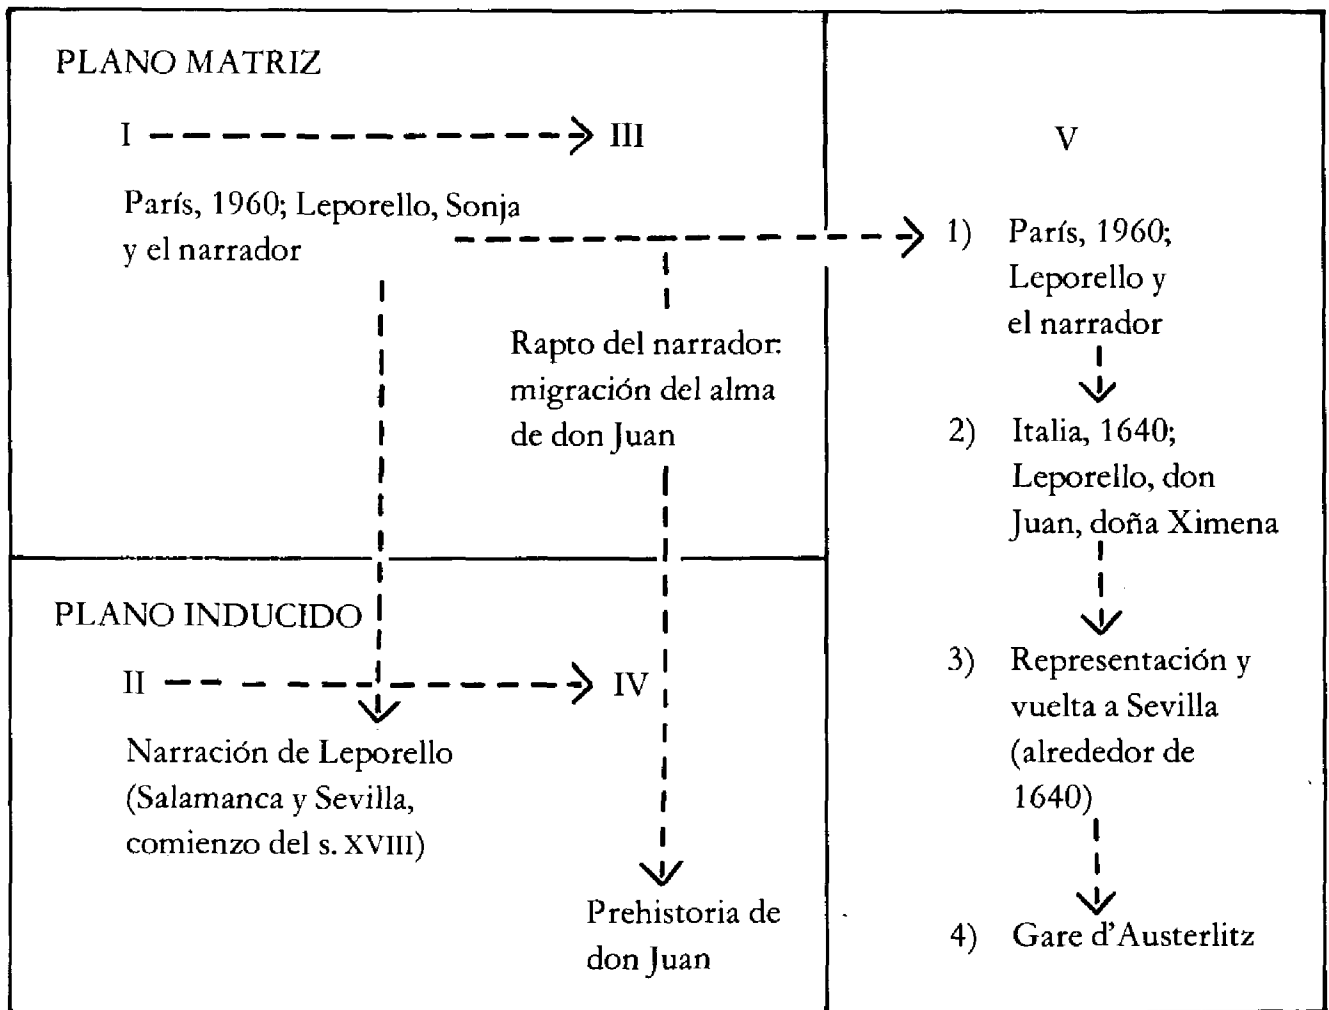 PLANO MATRIZ
I
III
París, 1960; Leporello, Sonja
y el narrador
Rapto del narrador:
migración del alma
de don Juan
PLANO INDUCIDO
II
IV
Narración de Leporello
(Salamanca y Sevilla,
comienzo del s. XVIII)
Prehistoria de
don Juan
V
1) París, 1960;
Leporello y
el narrador
2) Italia, 1640;
Leporello, don
Juan, doña Ximena
3) Representación y
vuelta a Sevilla
(alrededor de
1640)
4) Gare d'Austerlitz